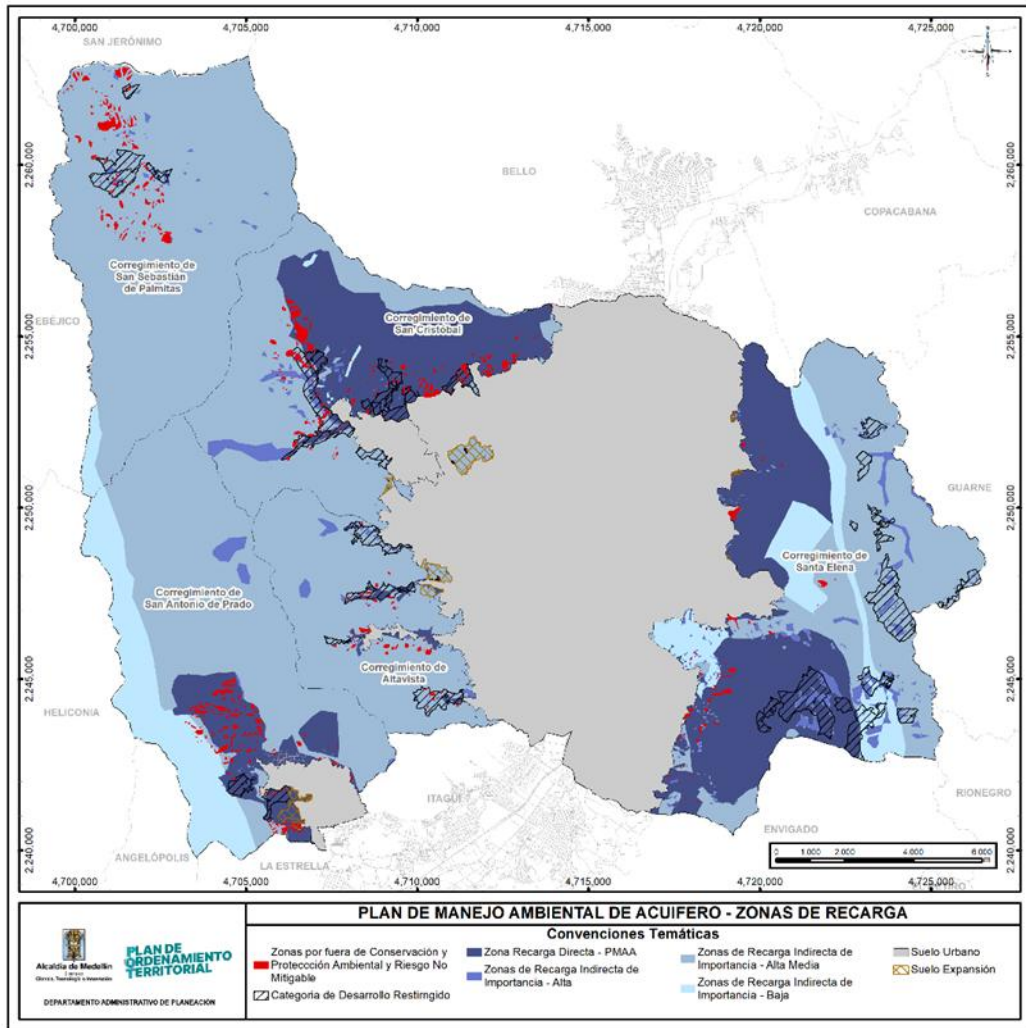 4,700,000
4,705,000
4,710,000
4,715,000
4,720,000
4,725,000
SAN JERÓNIMO
2,260,000
2,260,000
BELLO
COPACABANA
Corregimiento de
San Sebastián
de Palmitas
EBÉJICO
Corregimiento de
San Cristóbal
2,255,000
2,255,000
GUARNE
2,250,000
2,250,000
Corregimiento de
Santa Elena
Corregimiento de
San Antonio de Prado
Corregimiento de
Altavista
2,245,000
2,245,000
HELICONIA
ITAGUI
RIONEGRO
ENVIGADO
ANGELÓPOLIS
LA ESTRELLA
2,240,000
2,240,000
0 1.000 2.000 4.000 6.000
m
4,700,000
4,705,000
4,710,000
4,715,000
4,720,000
4,725,000
PLAN DE MANEJO AMBIENTAL DE ACUIFERO - ZONAS DE RECARGA
Convenciones Temáticas
Zonas por fuera de Conservación y
Protección Ambiental y Riesgo No
Mitigable
Categoria de Desarrollo Restirngido
Zona Recarga Directa - PMAA
Zonas de Recarga Indirecta de
Importancia - Alta
Zonas de Recarga Indirecta de
Importancia - Alta Media
Zonas de Recarga Indirecta de
Importancia - Baja
Suelo Urbano
Suelo Expansión
Alcaldía de Medellín
PLAN DE
ORDENAMIENTO
TERRITORIAL
DEPARTAMENTO ADMINISTRATIVO DE PLANEACIÓN